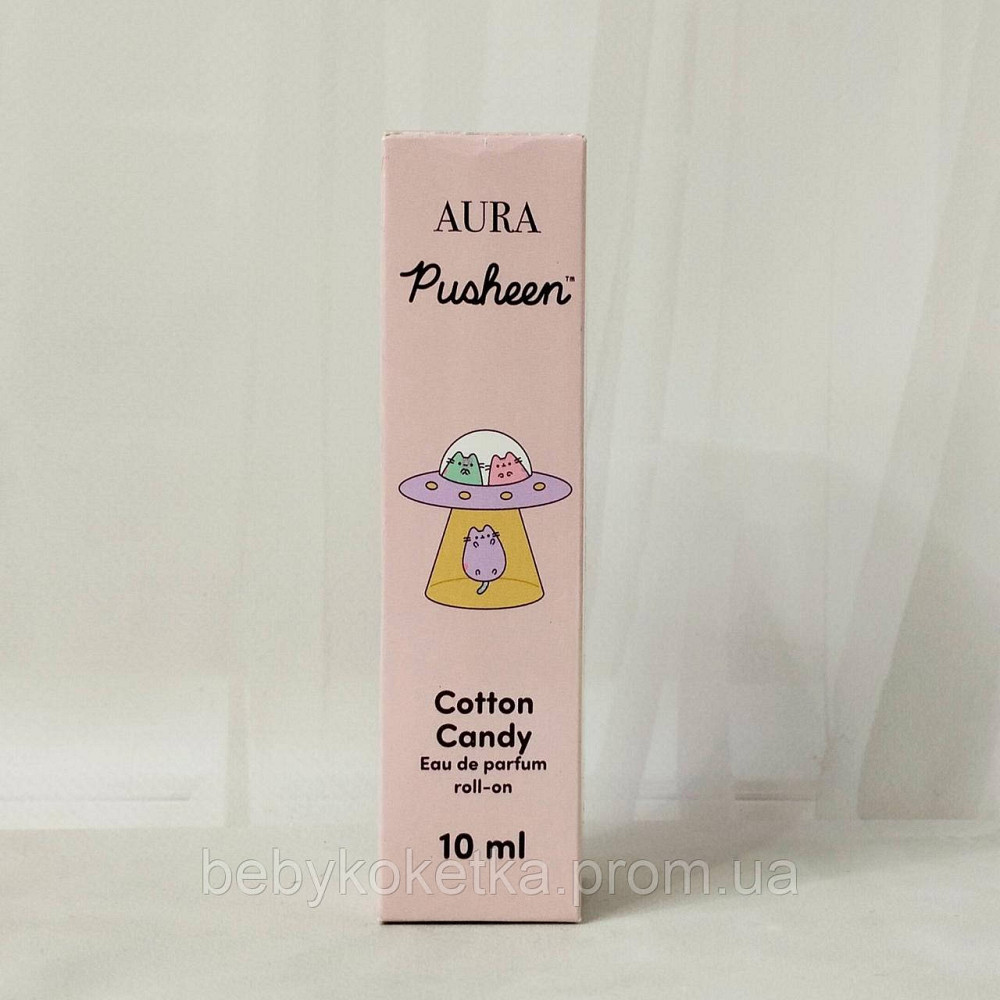 AURA
Pusheen™
Cotton
Candy
Eau de parfum
roll-on
10 ml
bebykoketka.prom.ua